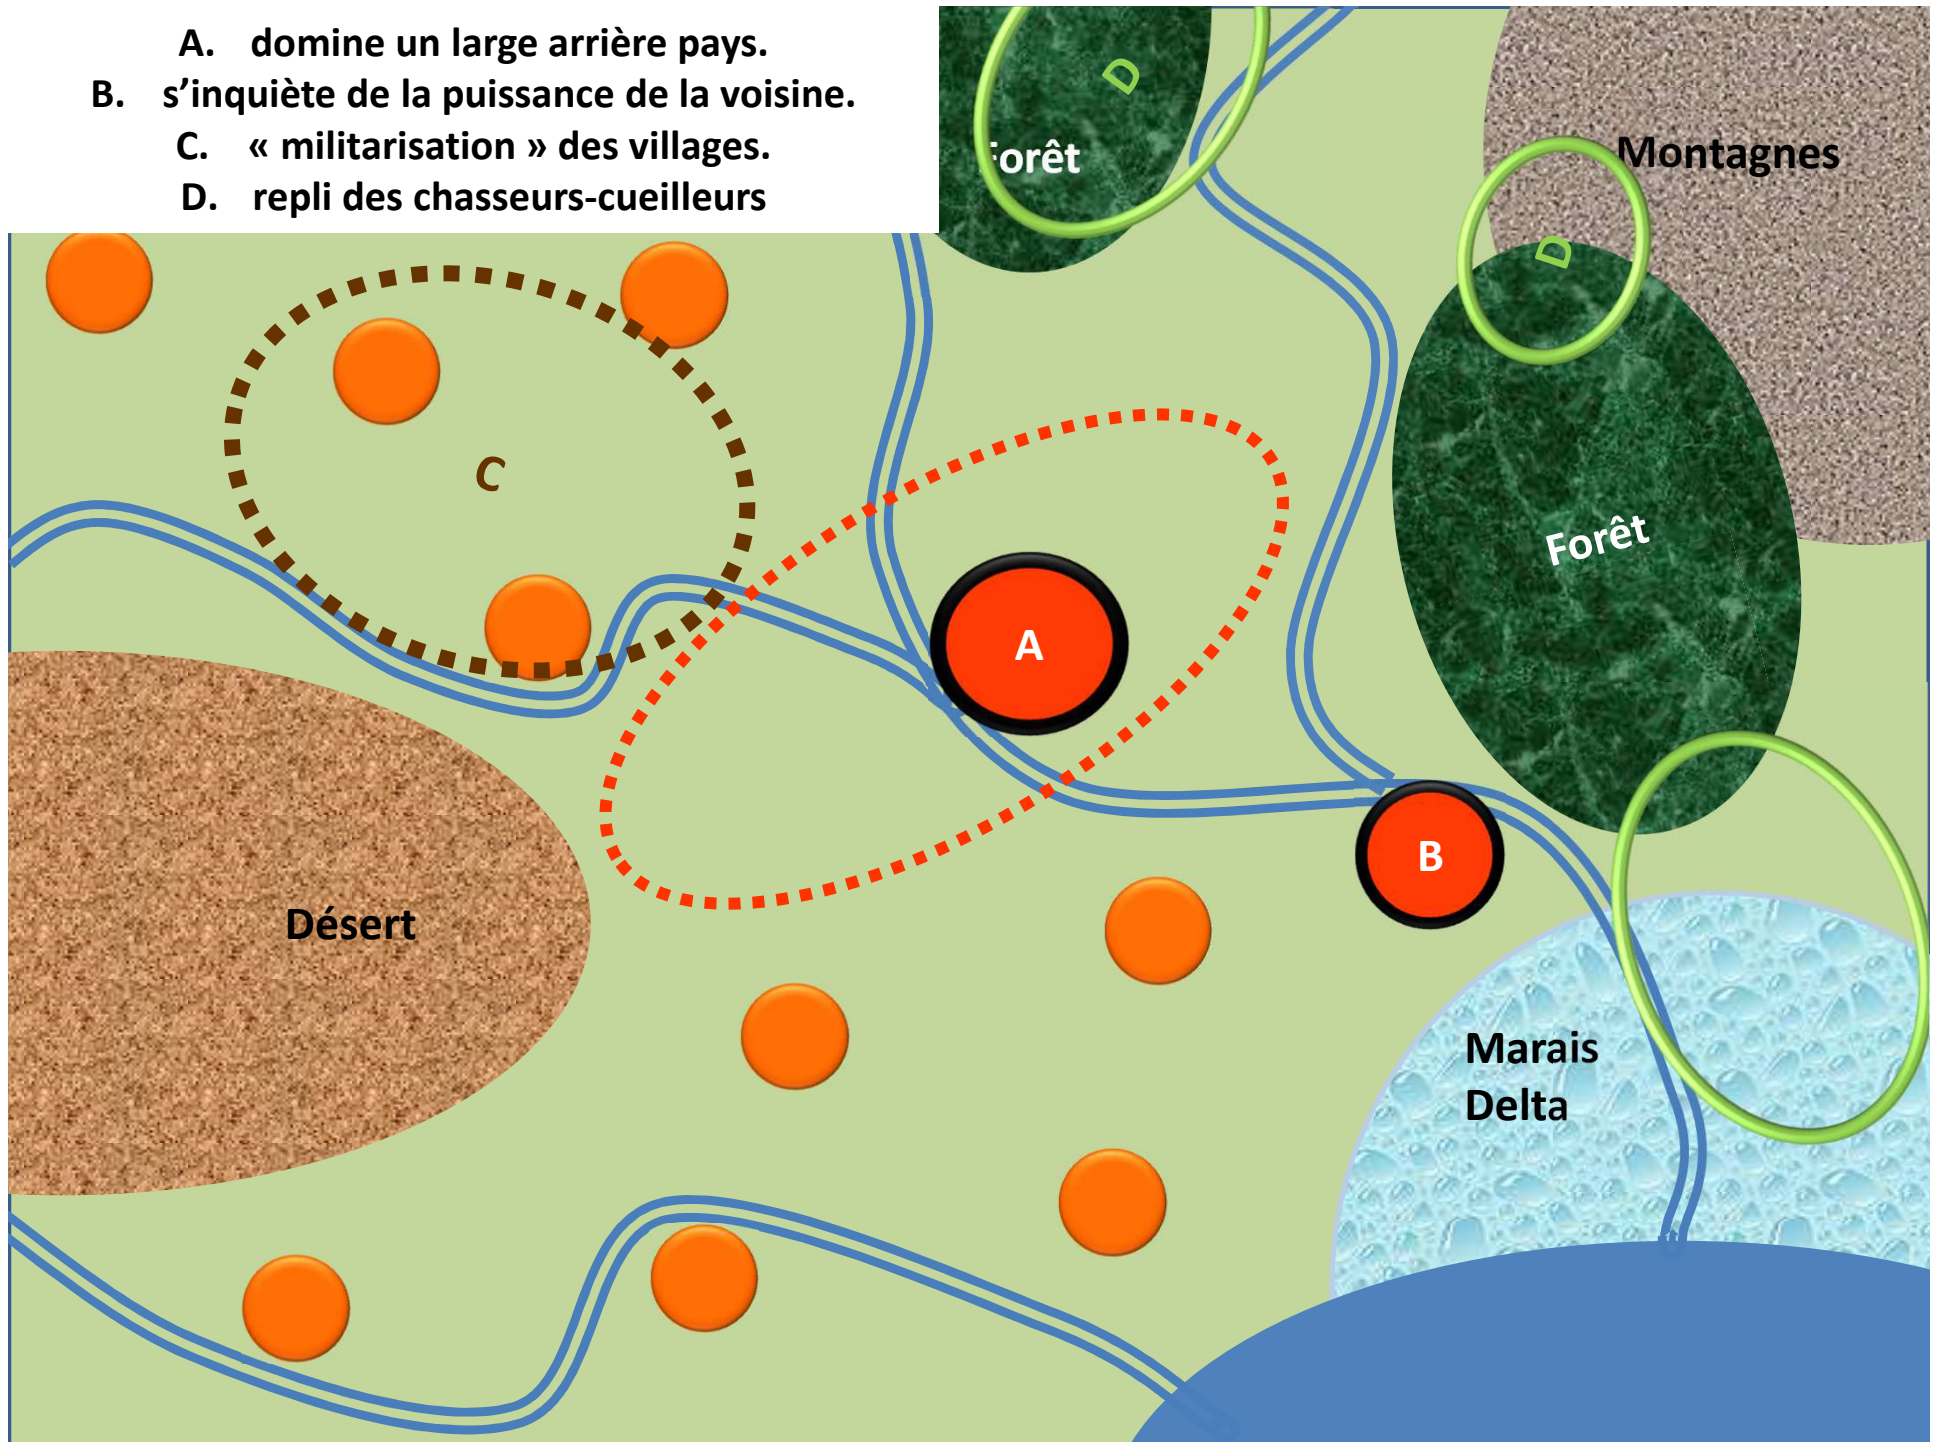 A. domine un large arrière pays.
B. s’inquiète de la puissance de la voisine.
C. « militarisation » des villages.
D. repli des chasseurs-cueilleurs
D
orêt
Montagnes
D
C
Forêt
A
B
Désert
Marais
Delta